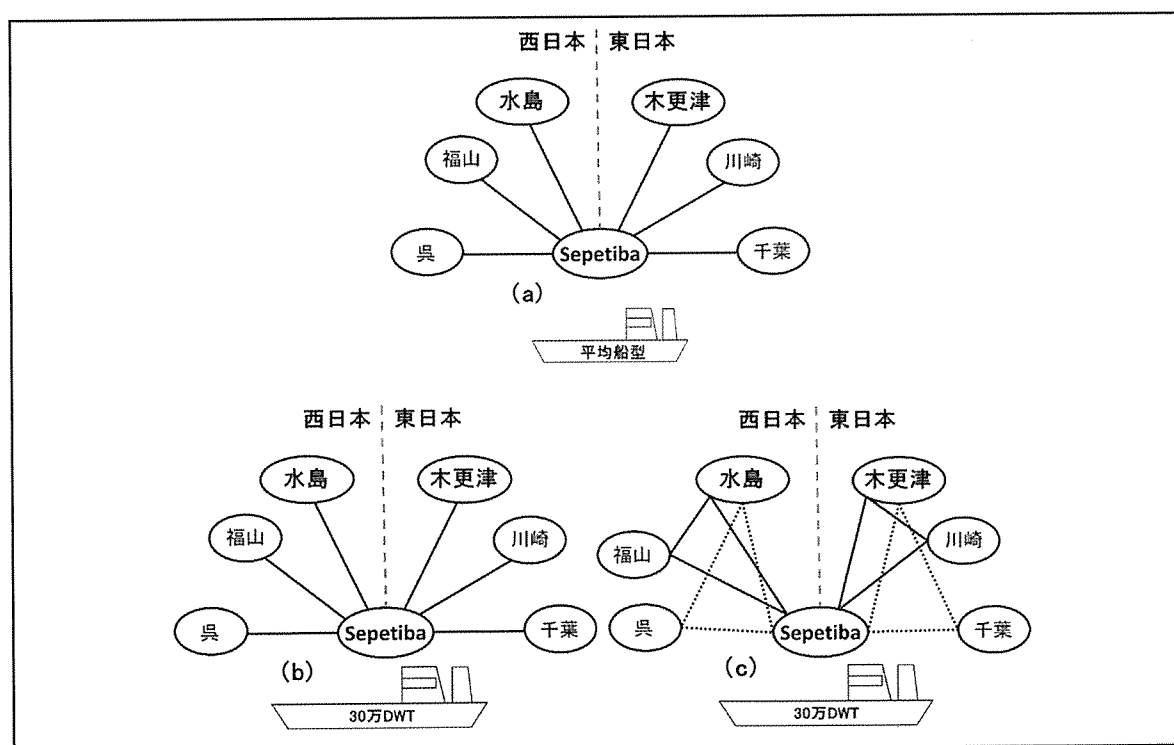 西日本 東日本
水島 木更津
福山 川崎
呉 Sepetiba 千葉
(a)
平均船型
西日本 東日本
水島 木更津
福山 川崎
呉 Sepetiba 千葉
(b)
30万DWT
西日本 東日本
水島 木更津
福山 川崎
呉 Sepetiba 千葉
(c)
30万DWT